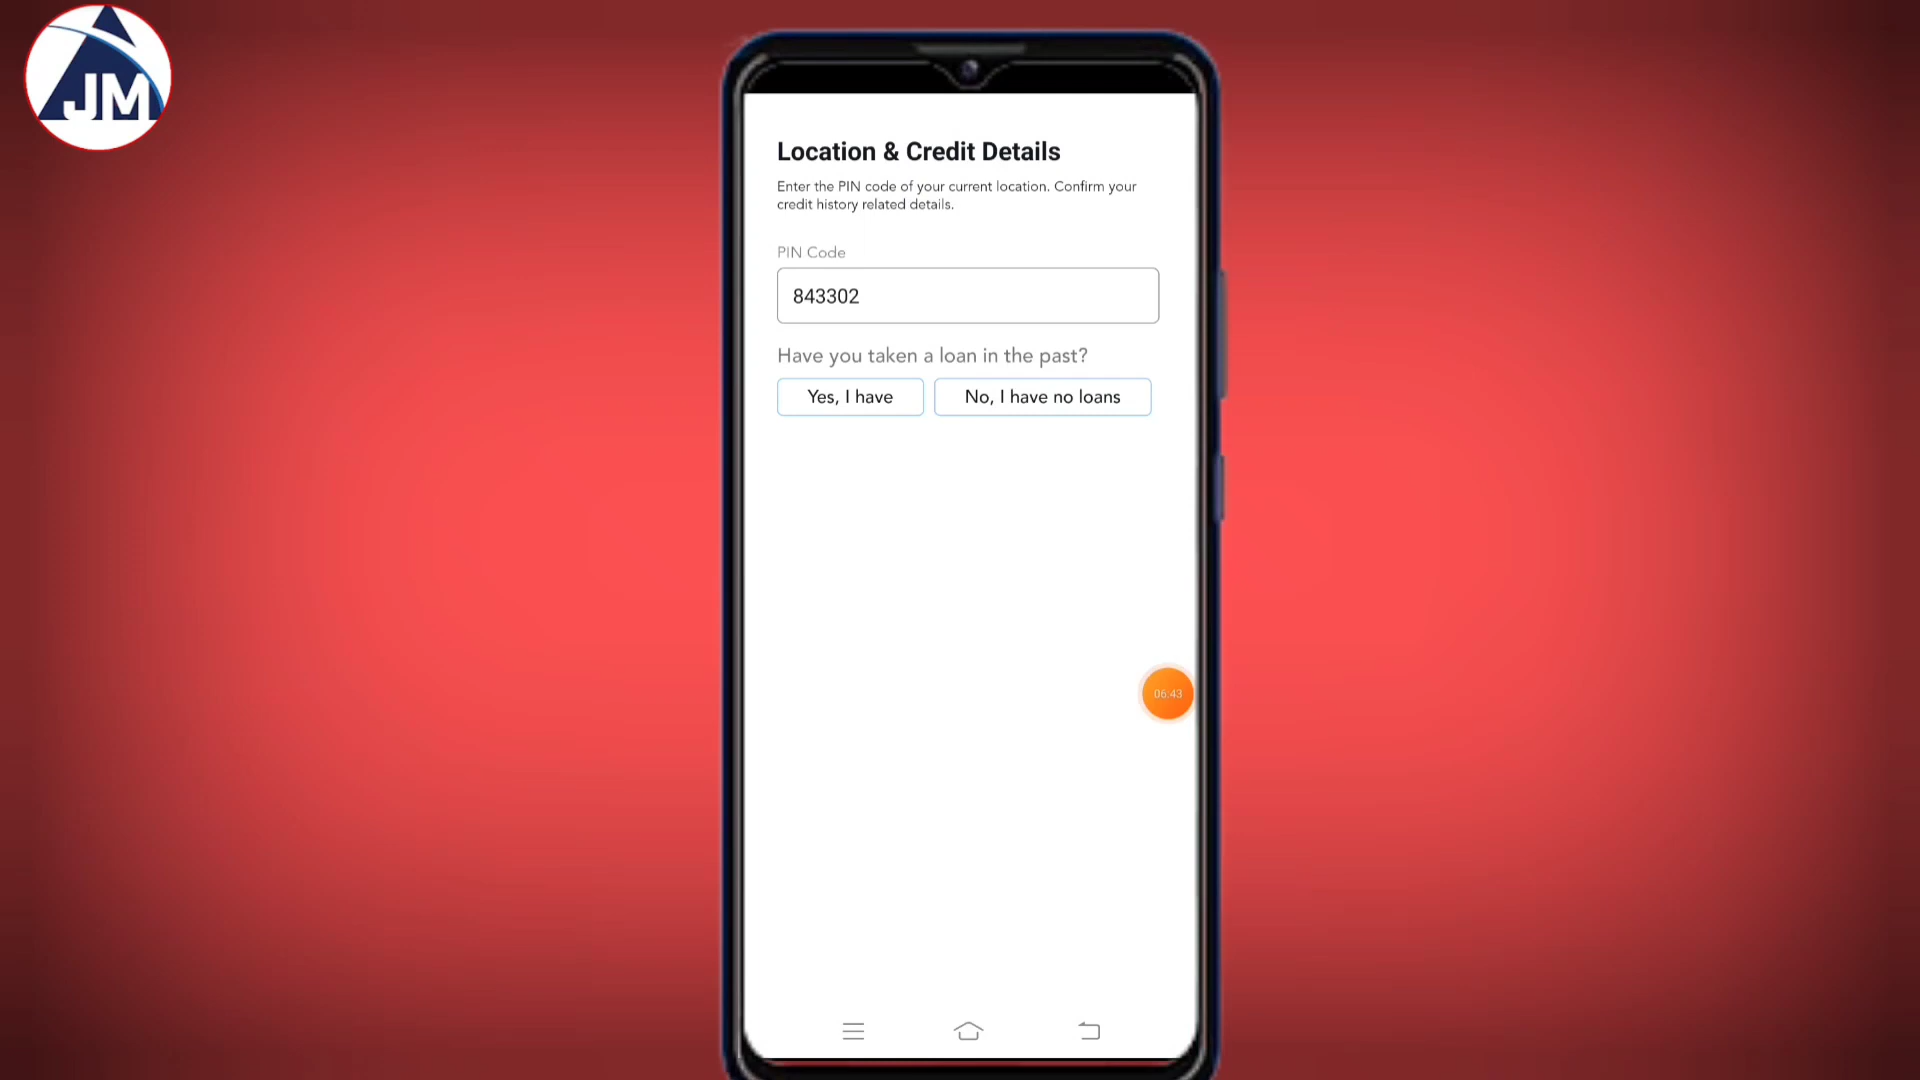 JM
Location & Credit Details
Enter the PIN code of your current location. Confirm your
credit history related details.
PIN Code
843302
Have you taken a loan in the past?
Yes, I have
No, I have no loans
06:43